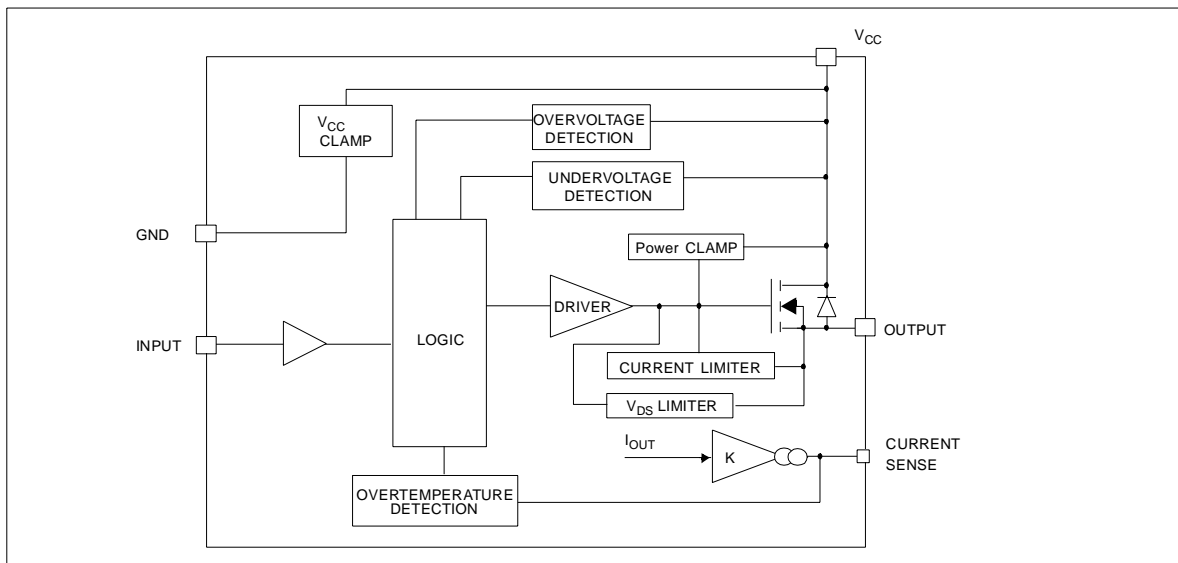 VCC
VCC
CLAMP
OVERVOLTAGE
DETECTION
UNDERVOLTAGE
DETECTION
GND
Power CLAMP
DRIVER
OUTPUT
INPUT
LOGIC
CURRENT LIMITER
VDS LIMITER
IOUT
K
CURRENT
SENSE
OVERTEMPERATURE
DETECTION